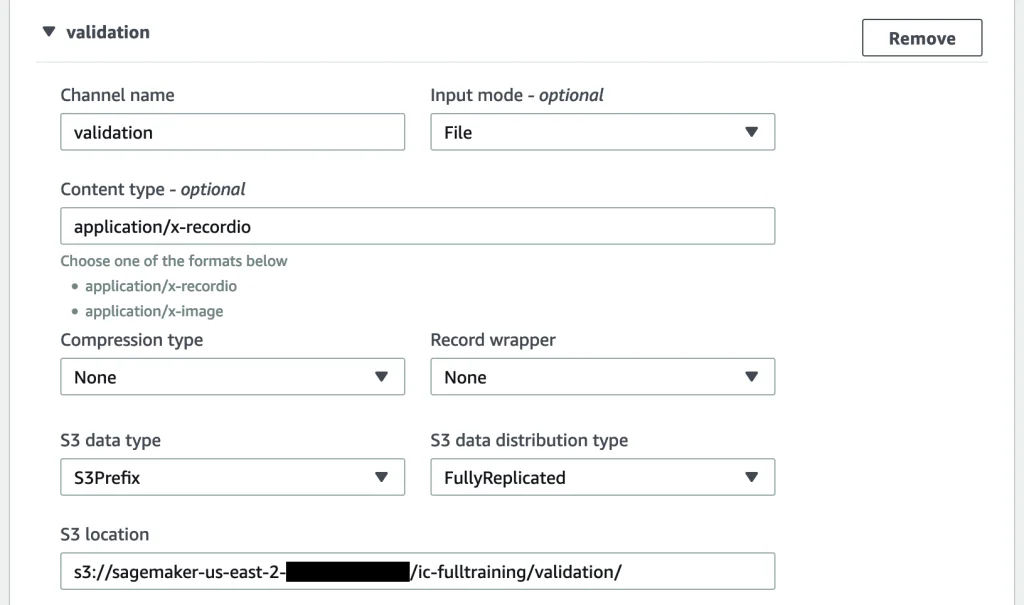 validation
Remove
Channel name
Input mode - optional
validation
File
Content type - optional
application/x-recordio
Choose one of the formats below
application/x-recordio
application/x-image
Compression type
Record wrapper
None
None
S3 data type
S3 data distribution type
S3Prefix
FullyReplicated
S3 location
s3://sagemaker-us-east-2- /ic-fulltraining/validation/